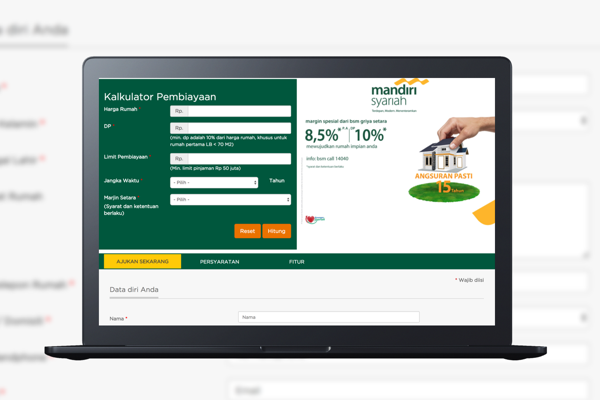 Kalkulator Pembiayaan
Harga Rumah
Rp.
DP
Rp.
(min. dp adalah 10% dari harga rumah, khusus untuk
rumah pertama LB < 70 M2)
Limit Pembiayaan
Rp.
(Min. limit pinjaman Rp 50 juta)
Jangka Waktu
- Pilih -
Tahun
Marjin Setara
- Pilih -
(Syarat dan ketentuan
berlaku)
Reset
Hitung
mandiri
syariah
margin spesial dari bsm griya setara
8,5%* 10%*
mewujudkan rumah impian anda
info: bsm call 14040
ANGSURAN PASTI
15 Tahun
AJUKAN SEKARANG
PERSYARATAN
FITUR
* Wajib diisi
Data diri Anda
Nama *
Nama
Email